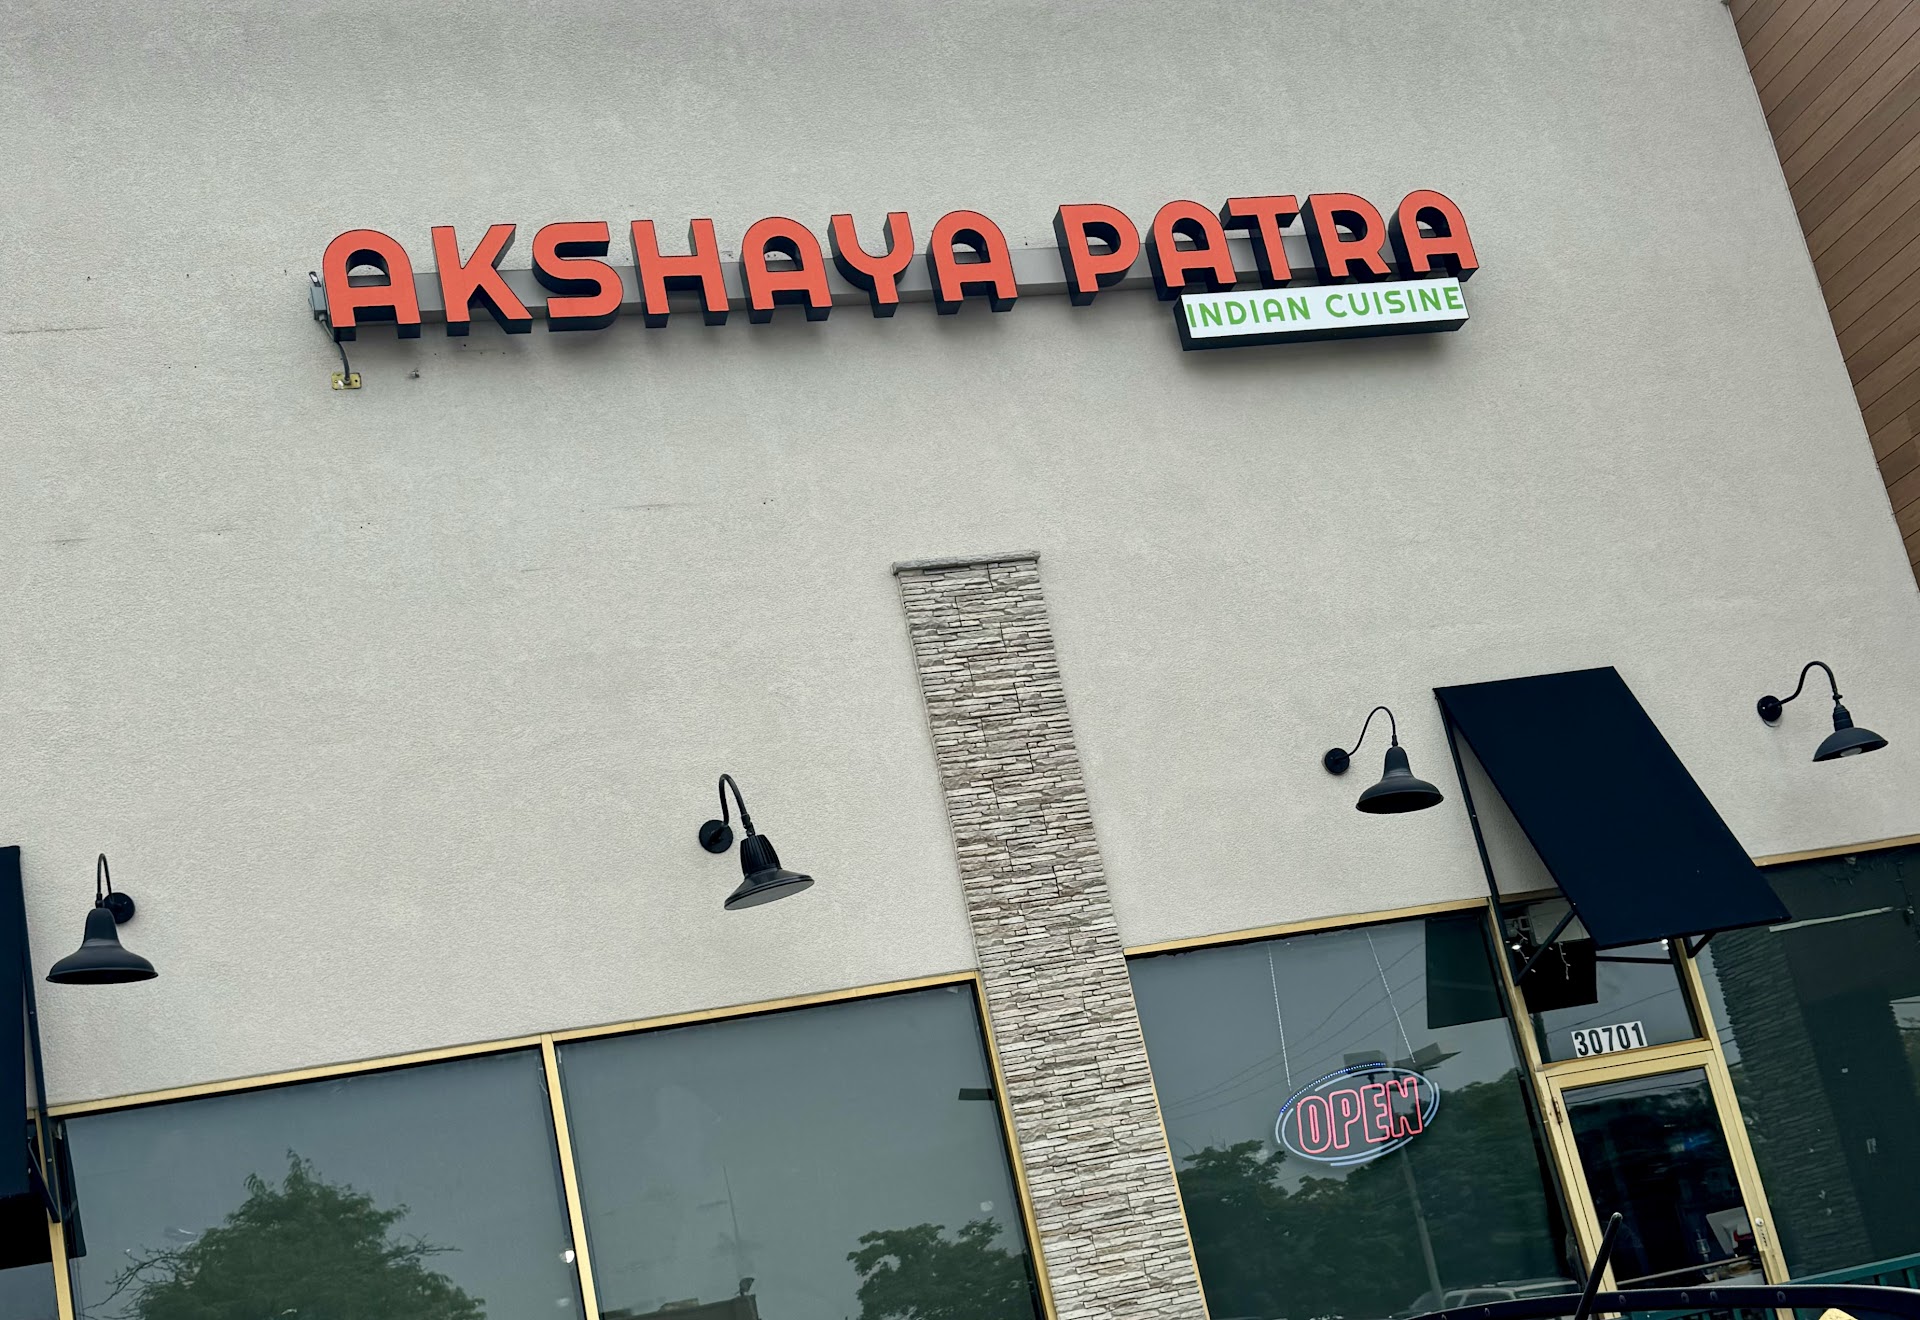 AKSHAYA PATRA
INDIAN CUISINE
30701
OPEN